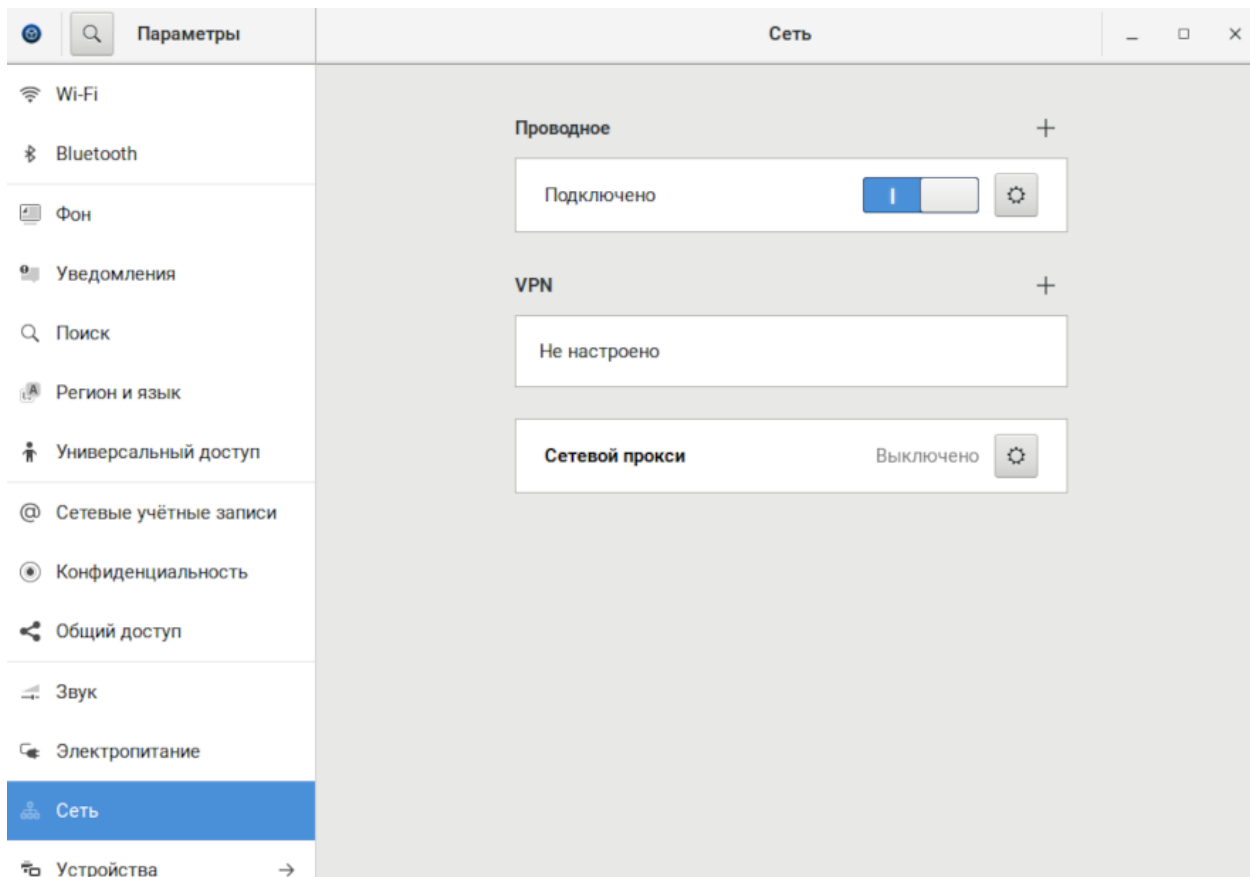 Параметры
Сеть
Wi-Fi
Bluetooth
Фон
Уведомления
Поиск
Регион и язык
Универсальный доступ
Сетевые учётные записи
Конфиденциальность
Общий доступ
Звук
Электропитание
Сеть
Устройства
Проводное
Подключено
VPN
Не настроено
Сетевой прокси Выключено